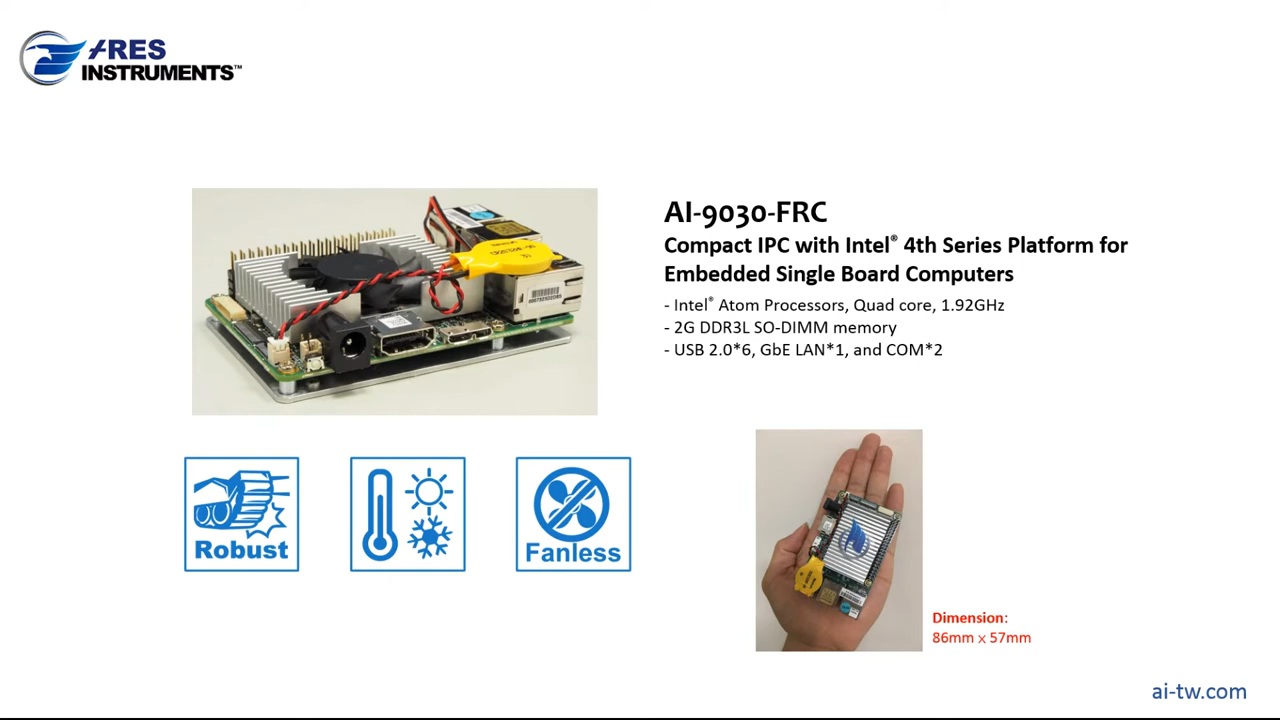 ARES
INSTRUMENTS™
AI-9030-FRC
Compact IPC with Intel® 4th Series Platform for
Embedded Single Board Computers
- Intel® Atom Processors, Quad core, 1.92GHz
- 2G DDR3L SO-DIMM memory
- USB 2.0*6, GbE LAN*1, and COM*2
Robust
Fanless
Dimension:
86mm x 57mm
ai-tw.com